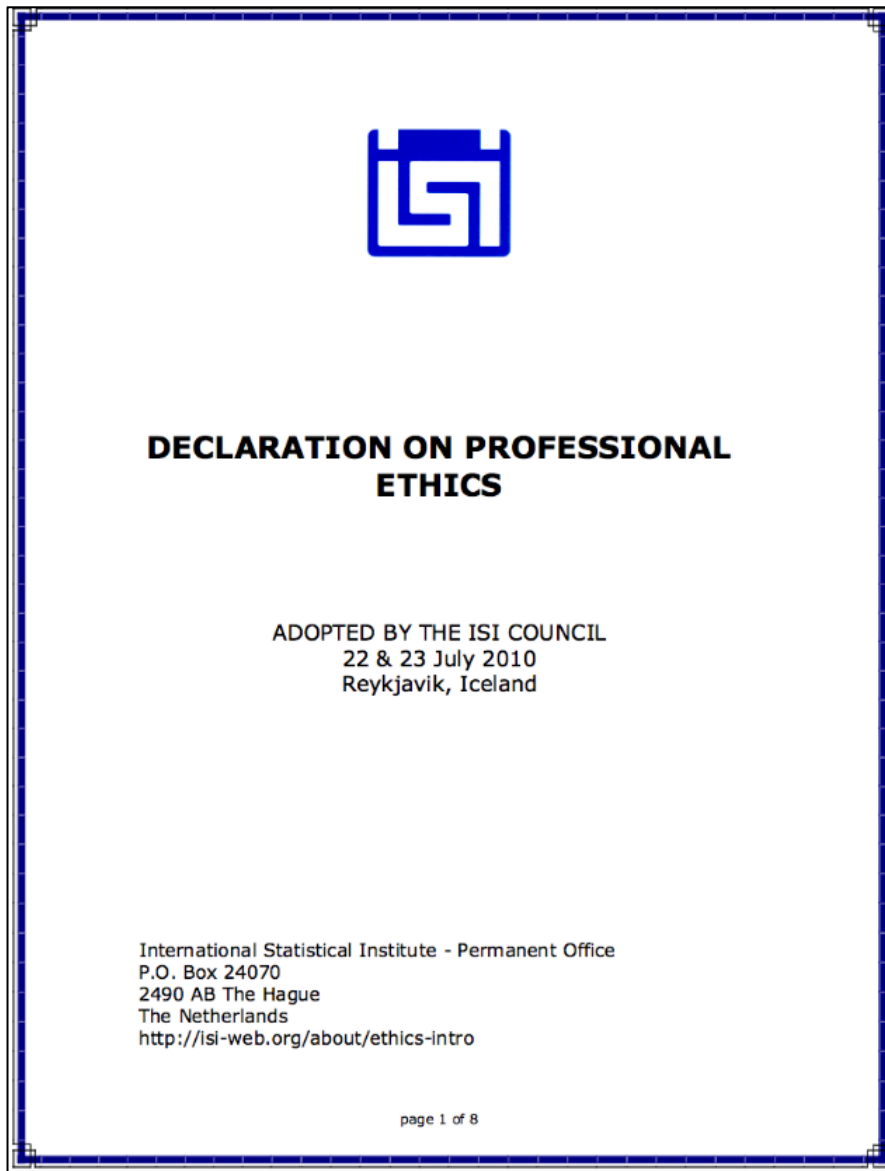 DECLARATION ON PROFESSIONAL
ETHICS
ADOPTED BY THE ISI COUNCIL
22 & 23 July 2010
Reykjavik, Iceland
International Statistical Institute - Permanent Office
P.O. Box 24070
2490 AB The Hague
The Netherlands
http://isi-web.org/about/ethics-intro
page 1 of 8